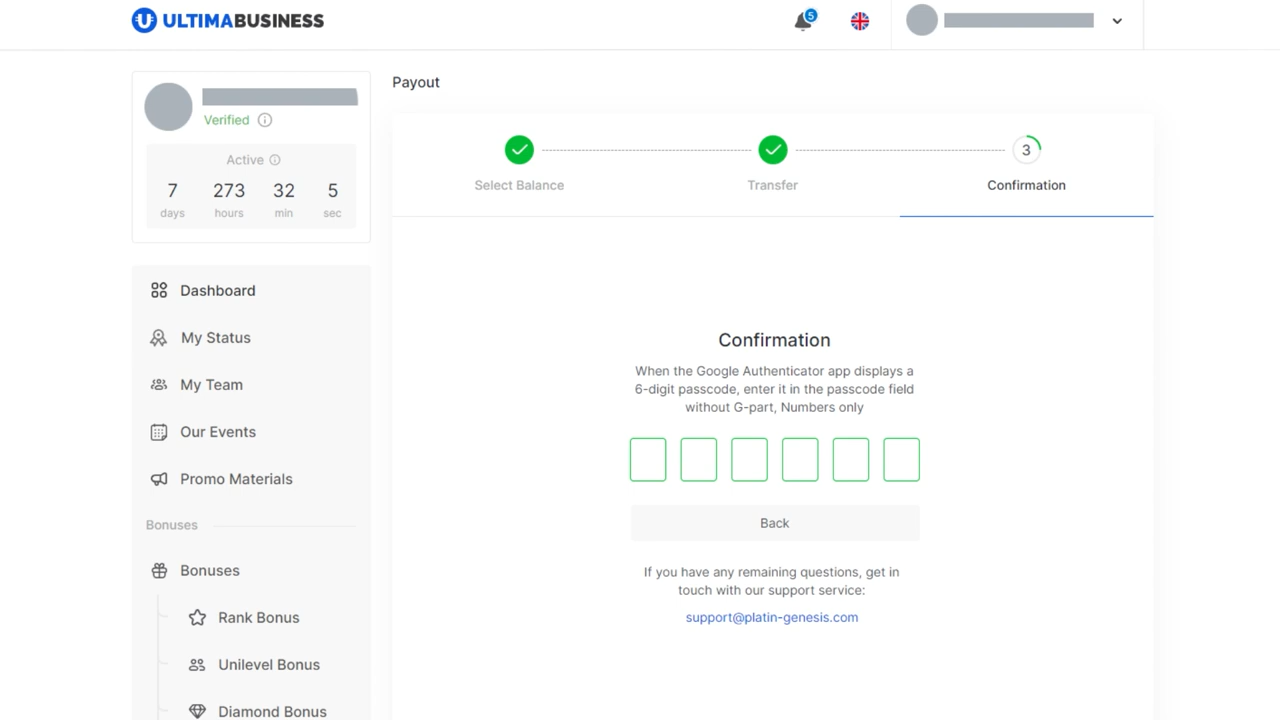 ULTIMABUSINESS
5
Payout
Verified
Active
7 273 32 5
days hours min sec
3
Select Balance Transfer Confirmation
Dashboard
My Status
My Team
Our Events
Promo Materials
Bonuses
Bonuses
Rank Bonus
Unilevel Bonus
Diamond Bonus
Confirmation
When the Google Authenticator app displays a
6-digit passcode, enter it in the passcode field
without G-part, Numbers only
Back
If you have any remaining questions, get in
touch with our support service:
support@platin-genesis.com